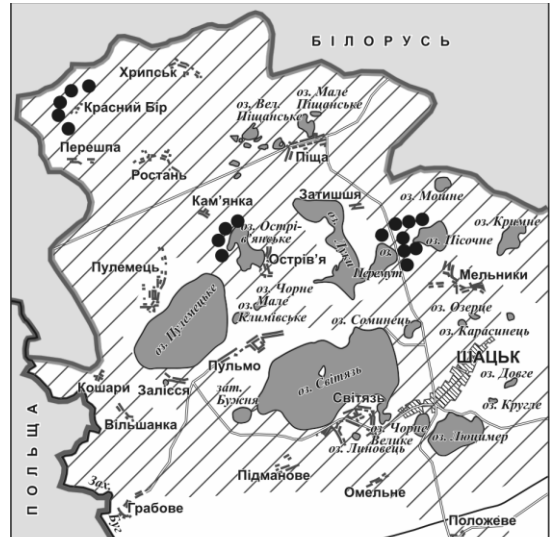 БІЛОРУСЬ
Хрипськ
Красний Бір
оз. Вел.
Піщанське
оз. Мале
Піщанське
Перешпа
Ростань
Піща
Затишшя
оз. Мошне
Кам'янка
оз. Кримне
оз. Острі-
в'янське
оз. Луки
оз.
Перемут
оз. Пісочне
Острів'я
Пулемець
Мельники
оз. Чорне
Мале
оз. Озерце
Климівське
оз. Соминець
оз. Карасинець
оз. Пулемецьке
ШАЦЬК
Пульмо
оз. Світязь
оз. Довге
Кошари
Залісся
зат.
Бужня
Світязь
оз. Кругле
Вільшанка
оз. Чорне
Велике
оз. Люцимер
оз. Линовець
ПОЛЬЩА
Підманове
Омельне
Зах.
Буг
Грабове
Положеве